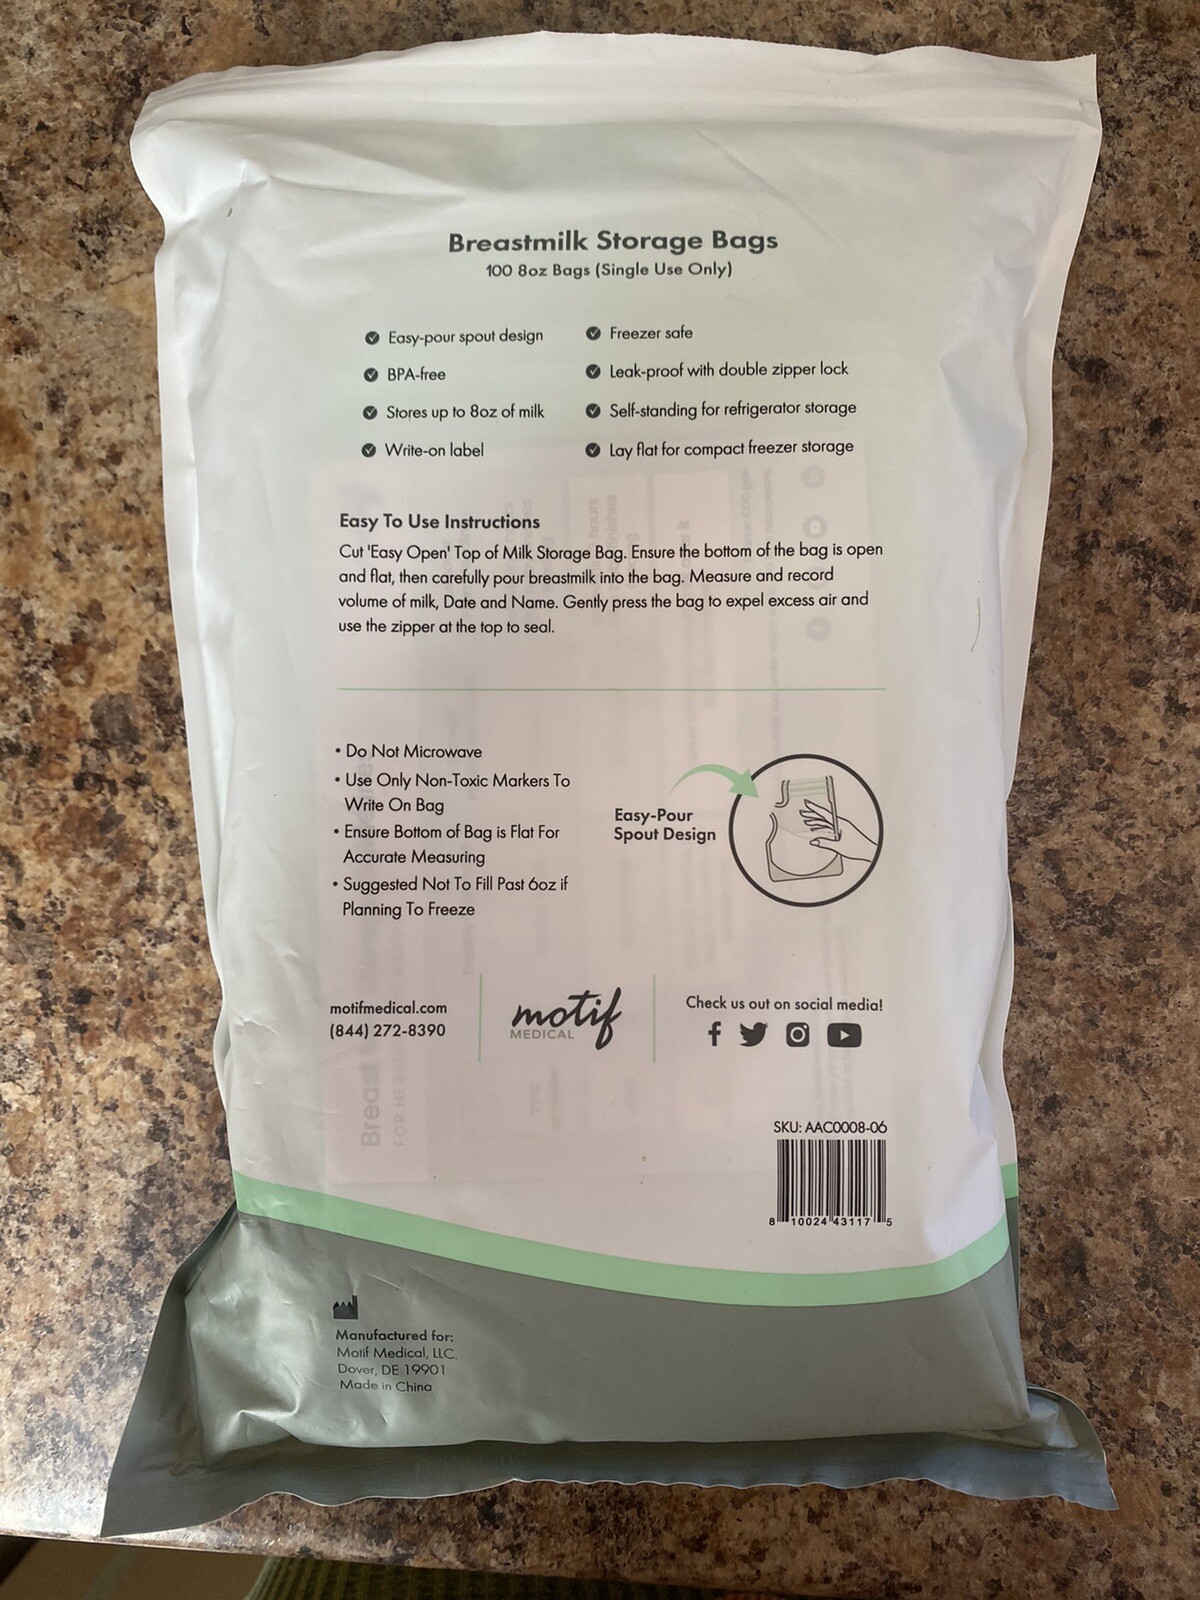 Breastmilk Storage Bags
100 8oz Bags (Single Use Only)
Easy-pour spout design
BPA-free
Stores up to 8oz of milk
Write-on label
Freezer safe
Leak-proof with double zipper lock
Self-standing for refrigerator storage
Lay flat for compact freezer storage
Easy To Use Instructions
Cut 'Easy Open' Top of Milk Storage Bag. Ensure the bottom of the bag is open
and flat, then carefully pour breastmilk into the bag. Measure and record
volume of milk, Date and Name. Gently press the bag to expel excess air and
use the zipper at the top to seal.
• Do Not Microwave
• Use Only Non-Toxic Markers To
Write On Bag
• Ensure Bottom of Bag is Flat For
Accurate Measuring
• Suggested Not To Fill Past 6oz if
Planning To Freeze
Easy-Pour
Spout Design
motifmedical.com
(844) 272-8390
motif
MEDICAL
Check us out on social media!
SKU: AAC0008-06
8 10024 43117 5
Manufactured for:
Motif Medical, LLC.
Dover, DE 19901
Made in China
Breast